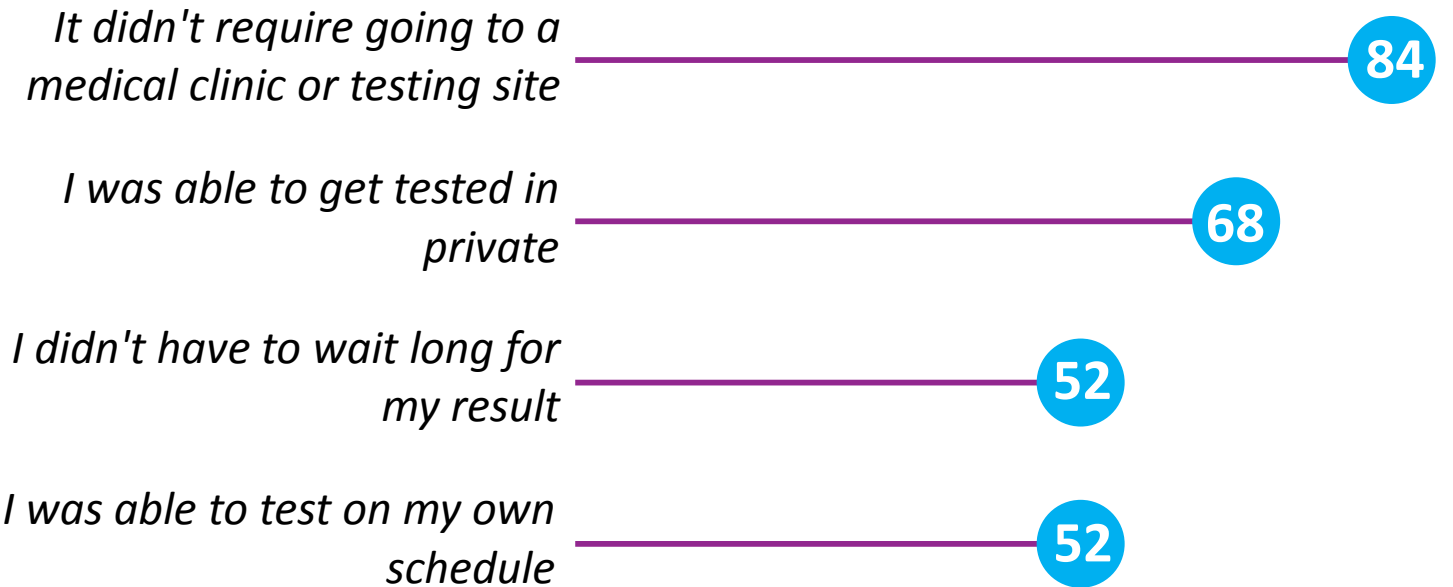 It didn't require going to a
medical clinic or testing site
84
I was able to get tested in
private
68
I didn't have to wait long for
my result
52
I was able to test on my own
schedule
52